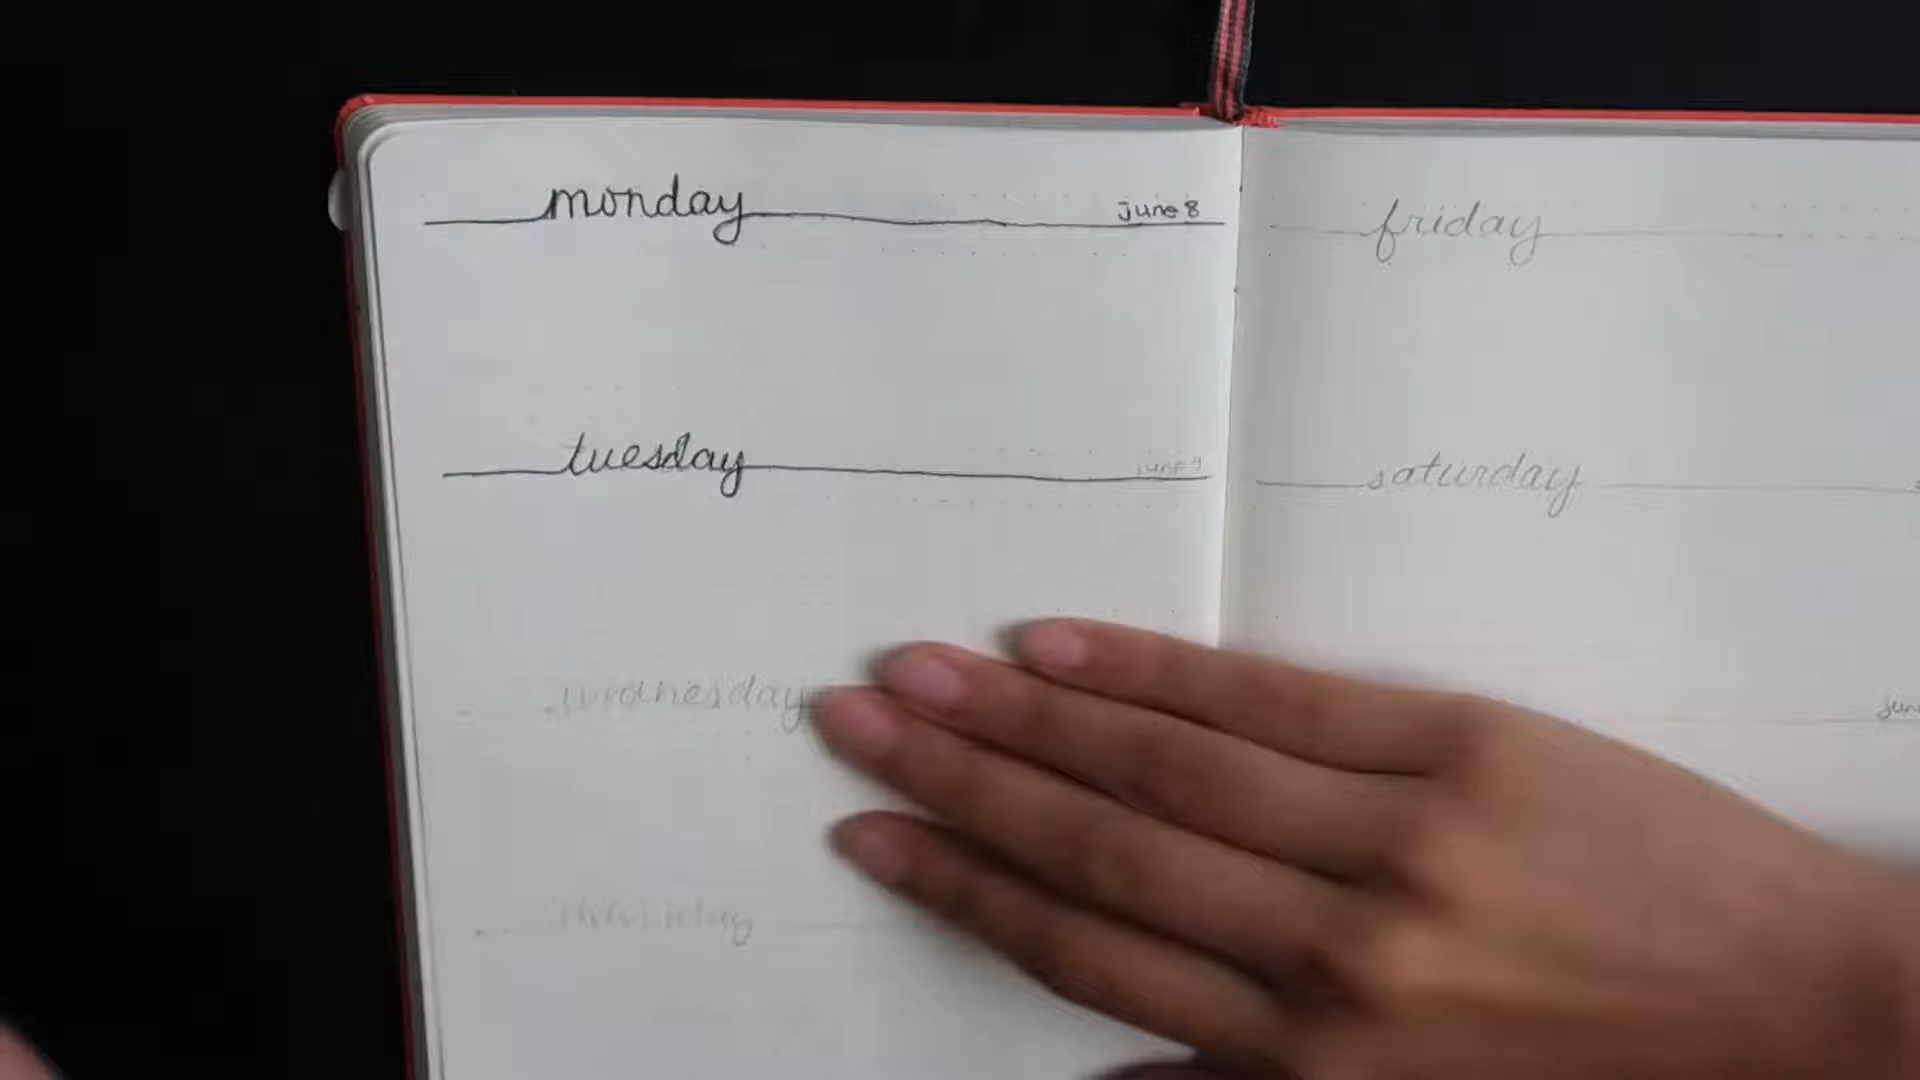 monday june 8
tuesday june 9
wednesday
friday
saturday